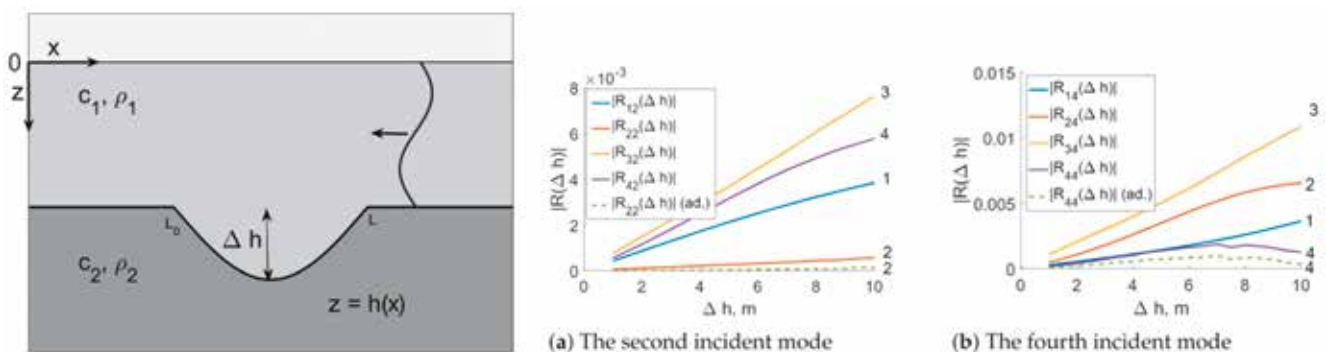 x
0
z
c₁, ρ₁
L₀
L
Δ h
c₂, ρ₂
z = h(x)
× 10⁻³
8
6
4
2
0
|R(Δ h)|
|R₁₂(Δ h)|
|R₂₂(Δ h)|
|R₃₂(Δ h)|
|R₄₂(Δ h)|
|R₂₂(Δ h)| (ad.)
3
4
1
2
2
0 2 4 6 8 10
Δ h, m
(a) The second incident mode
0.015
0.01
0.005
0
|R(Δ h)|
|R₁₄(Δ h)|
|R₂₄(Δ h)|
|R₃₄(Δ h)|
|R₄₄(Δ h)|
|R₄₄(Δ h)| (ad.)
3
2
1
4
4
0 2 4 6 8 10
Δ h, m
(b) The fourth incident mode